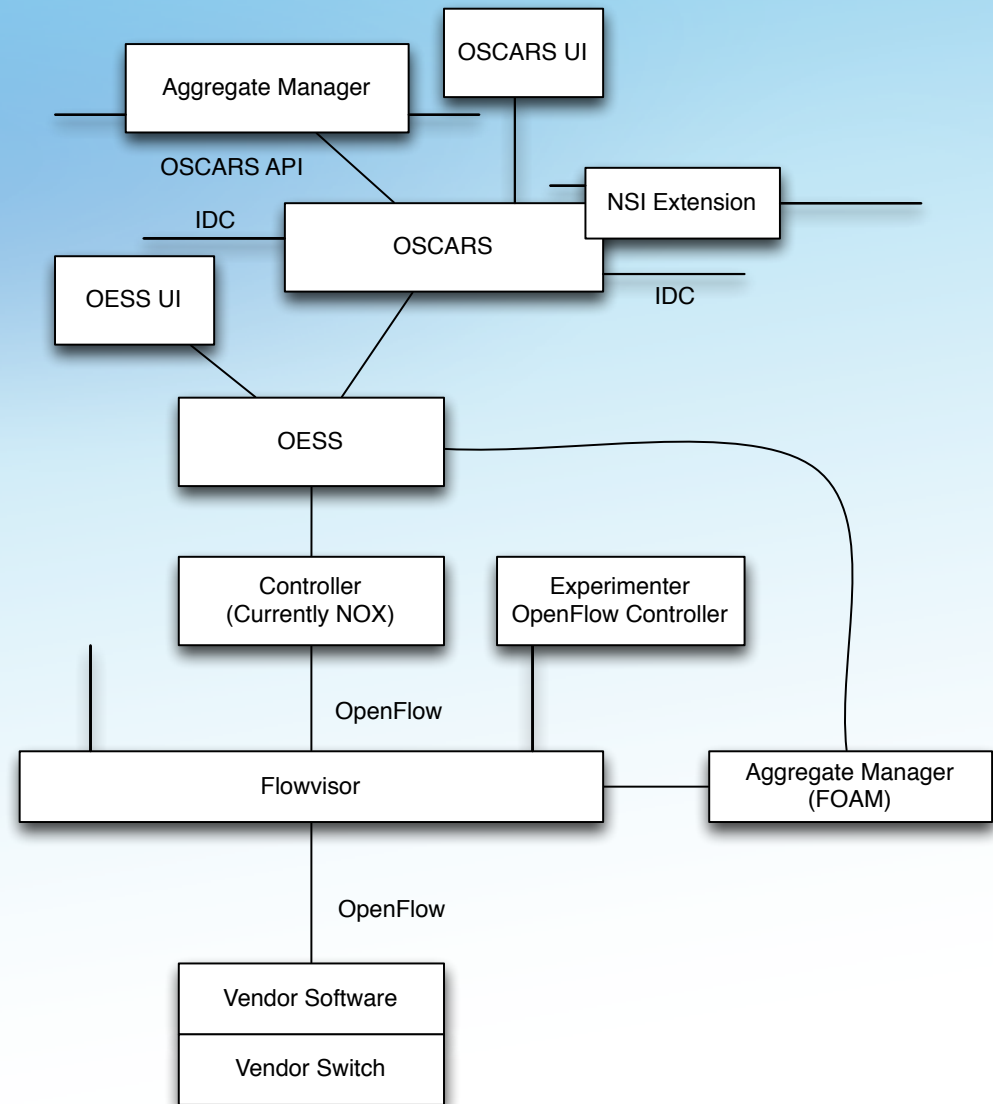 OSCARS UI
Aggregate Manager
OSCARS API
NSI Extension
IDC
OSCARS
OESS UI
IDC
OESS
Controller
(Currently NOX)
Experimenter
OpenFlow Controller
OpenFlow
Flowvisor
Aggregate Manager
(FOAM)
OpenFlow
Vendor Software
Vendor Switch